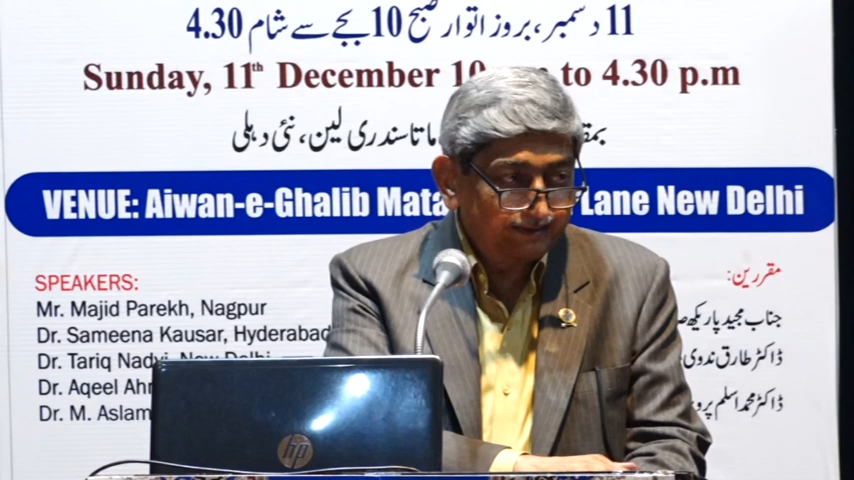 11 دسمبر، بروز اتوار صبح 10 بجے سے شام 4.30
Sunday, 11th December 10 to 4.30 p.m
ماتا سندری لین، نئی دہلی
VENUE: Aiwan-e-Ghalib Mata Lane New Delhi
SPEAKERS:
Mr. Majid Parekh, Nagpur
Dr. Sameena Kausar, Hyderabad
Dr. Tariq Nadvi, New Delhi
Dr. Aqeel
Dr. M. Aslam
مقررین:
جناب مجید پاریکھ
ڈاکٹر طارق ندوی
ڈاکٹر محمد اسلم
hp